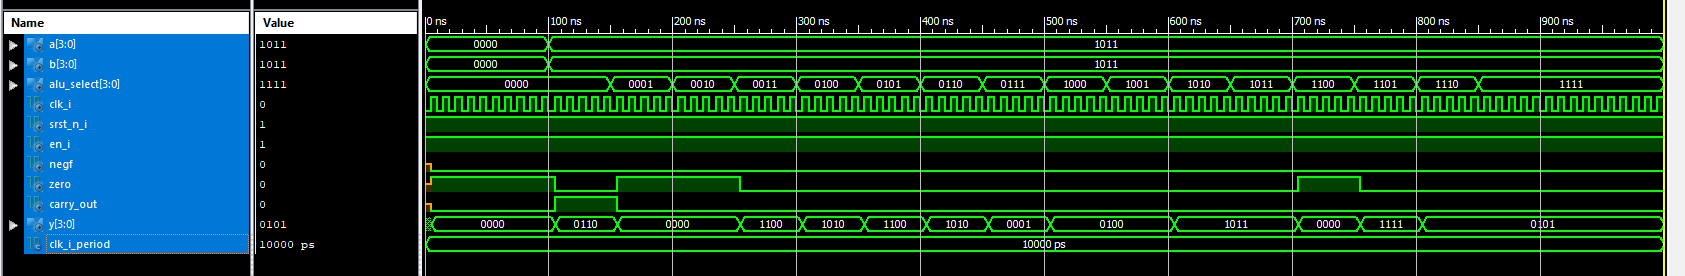 Name Value 0 ns 100 ns 200 ns 300 ns 400 ns 500 ns 600 ns 700 ns 800 ns 900 ns
a[3:0] 1011 0000 1011
b[3:0] 1011 0000 1011
alu_select[3:0] 1111 0000 0001 0010 0011 0100 0101 0110 0111 1000 1001 1010 1011 1100 1101 1110 1111
clk_i 0
srst_n_i 1
en_i 1
negf 0
zero 0
carry_out 0
y[3:0] 0101 0000 0110 0000 1100 1010 1100 1010 0001 0100 1011 0000 1111 0101
clk_i_period 10000 ps 10000 ps